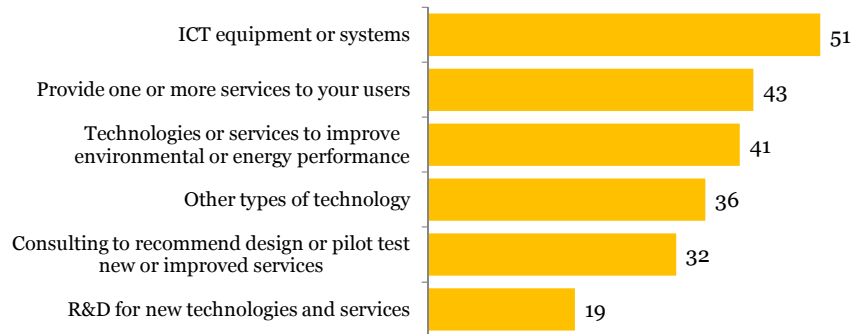 ICT equipment or systems 51
Provide one or more services to your users 43
Technologies or services to improve
environmental or energy performance 41
Other types of technology 36
Consulting to recommend design or pilot test
new or improved services 32
R&D for new technologies and services 19